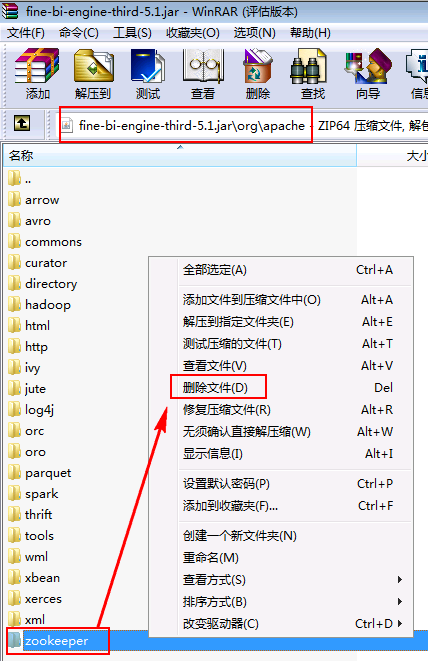 fine-bi-engine-third-5.1.jar - WinRAR (评估版本)
文件(F) 命令(C) 工具(S) 收藏夹(O) 选项(N) 帮助(H)
添加 解压到 测试 查看 删除 查找 向导 信息
fine-bi-engine-third-5.1.jar\org\apache - ZIP64 压缩文件, 解包
名称 大小
..
arrow
avro
commons
curator
directory
hadoop
html
http
ivy
jute
log4j
orc
oro
parquet
spark
thrift
tools
wml
xbean
xerces
xml
zookeeper
全部选定(A) Ctrl+A
添加文件到压缩文件中(O) Alt+A
解压到指定文件夹(E) Alt+E
测试压缩的文件(T) Alt+T
查看文件(V) Alt+V
删除文件(D) Del
修复压缩文件(R) Alt+R
无须确认直接解压缩(W) Alt+W
显示信息(I) Alt+I
设置默认密码(P) Ctrl+P
添加到收藏夹(F)... Ctrl+F
创建一个新文件夹(N)
重命名(M)
查看方式(S)
排序方式(B)
改变驱动器(C) Ctrl+D